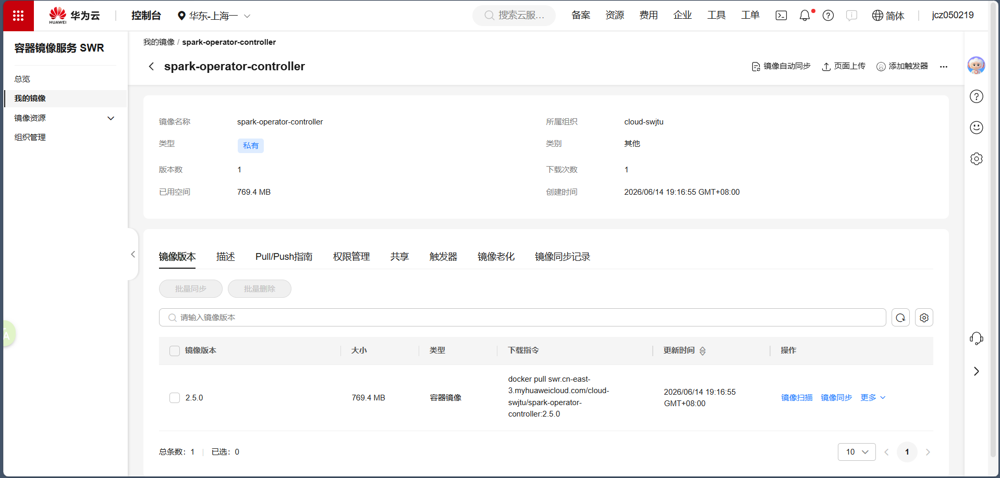 HUAWEI 华为云 控制台 华东-上海一 搜索云服... 备案 资源 费用 企业 工具 工单 简体 jcz050219
容器镜像服务 SWR
总览
我的镜像
镜像资源
组织管理
我的镜像 / spark-operator-controller
spark-operator-controller
镜像自动同步 页面上传 添加触发器 ...
镜像名称 spark-operator-controller 所属组织 cloud-swjtu
类型 私有 类别 其他
版本数 1 下载次数 1
已用空间 769.4 MB 创建时间 2026/06/14 19:16:55 GMT+08:00
镜像版本 描述 Pull/Push指南 权限管理 共享 触发器 镜像老化 镜像同步记录
批量同步 批量删除
请输入镜像版本
镜像版本 大小 类型 下载指令 更新时间 操作
2.5.0 769.4 MB 容器镜像
docker pull swr.cn-east-
3.myhuaweicloud.com/cloud-
swjtu/spark-operator-
controller:2.5.0
2026/06/14 19:16:55
GMT+08:00
镜像扫描 镜像同步 更多
总条数：1 已选：0
10 1